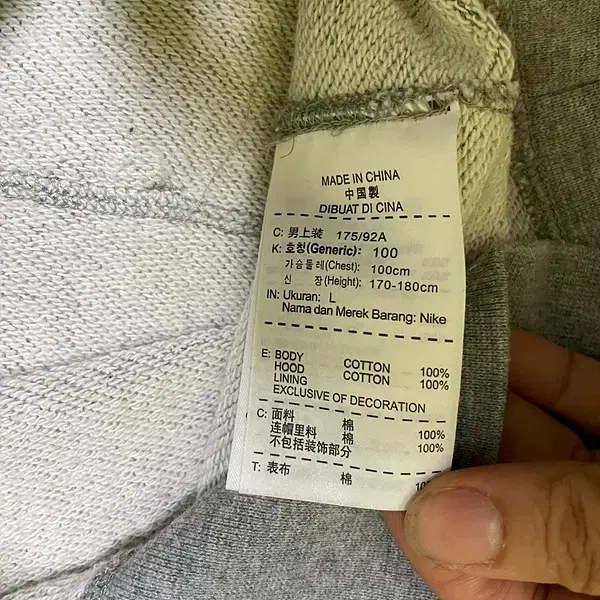 MADE IN CHINA
中国製
DIBUAT DI CINA
C: 男上装 175/92A
K: 호칭(Generic): 100
가슴둘레(Chest): 100cm
신 장(Height): 170-180cm
IN: Ukuran: L
Nama dan Merek Barang: Nike
E: BODY COTTON 100%
HOOD COTTON 100%
LINING
EXCLUSIVE OF DECORATION
C: 面料 棉 100%
连帽里料 棉 100%
不包括装饰部分
T: 表布 棉